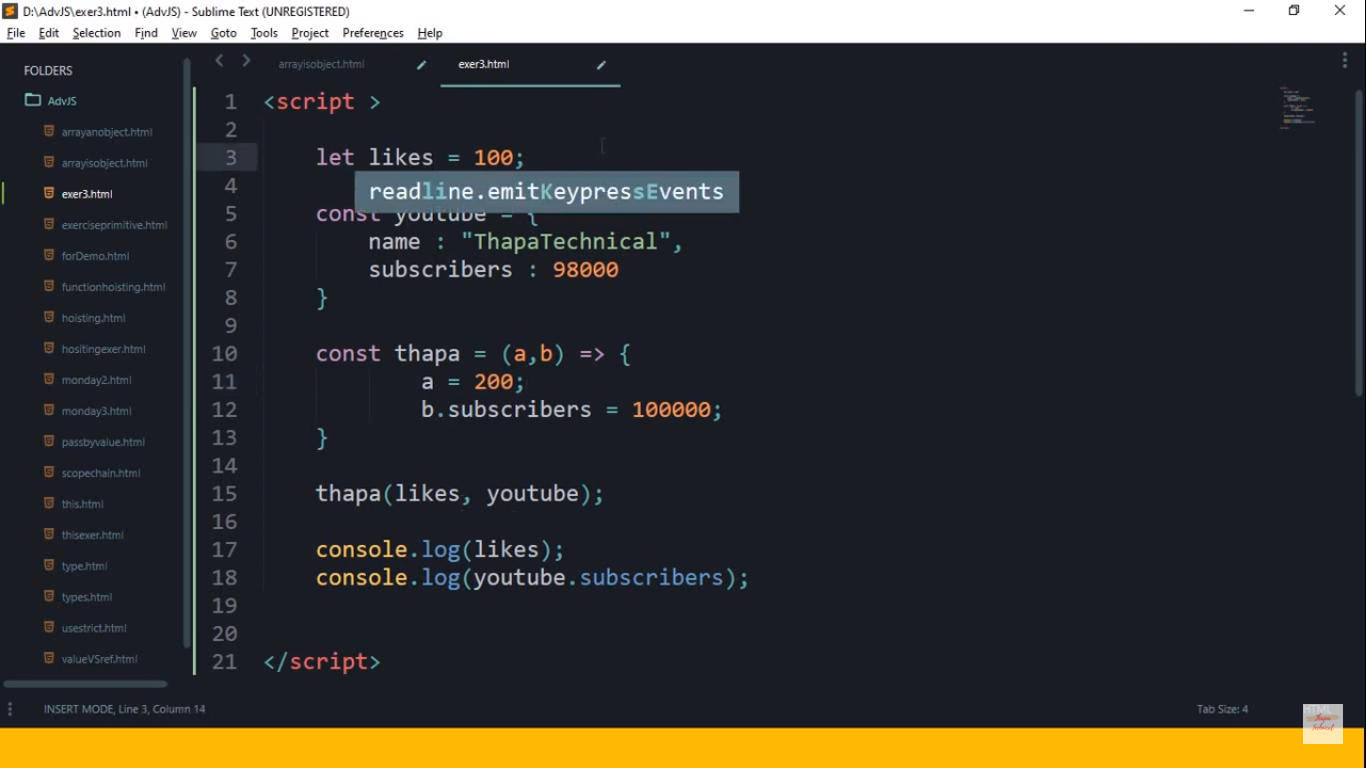 D:\AdvJS\exer3.html • (AdvJS) - Sublime Text (UNREGISTERED)
File Edit Selection Find View Goto Tools Project Preferences Help
FOLDERS
AdvJS
arrayanobject.html
arrayisobject.html
exer3.html
exerciseprimitive.html
forDemo.html
functionhoisting.html
hoisting.html
hositingexer.html
monday2.html
monday3.html
passbyvalue.html
scopechain.html
this.html
thisexer.html
type.html
types.html
usestrict.html
valueVSref.html
arrayisobject.html exer3.html
1 <script >
2
3 let likes = 100;
4 readline.emitKeypressEvents
5 const youtube = {
6 name : "ThapaTechnical",
7 subscribers : 98000
8 }
9
10 const thapa = (a,b) => {
11 a = 200;
12 b.subscribers = 100000;
13 }
14
15 thapa(likes, youtube);
16
17 console.log(likes);
18 console.log(youtube.subscribers);
19
20
21 </script>
INSERT MODE, Line 3, Column 14 Tab Size: 4 HTML
Thapa
Technical